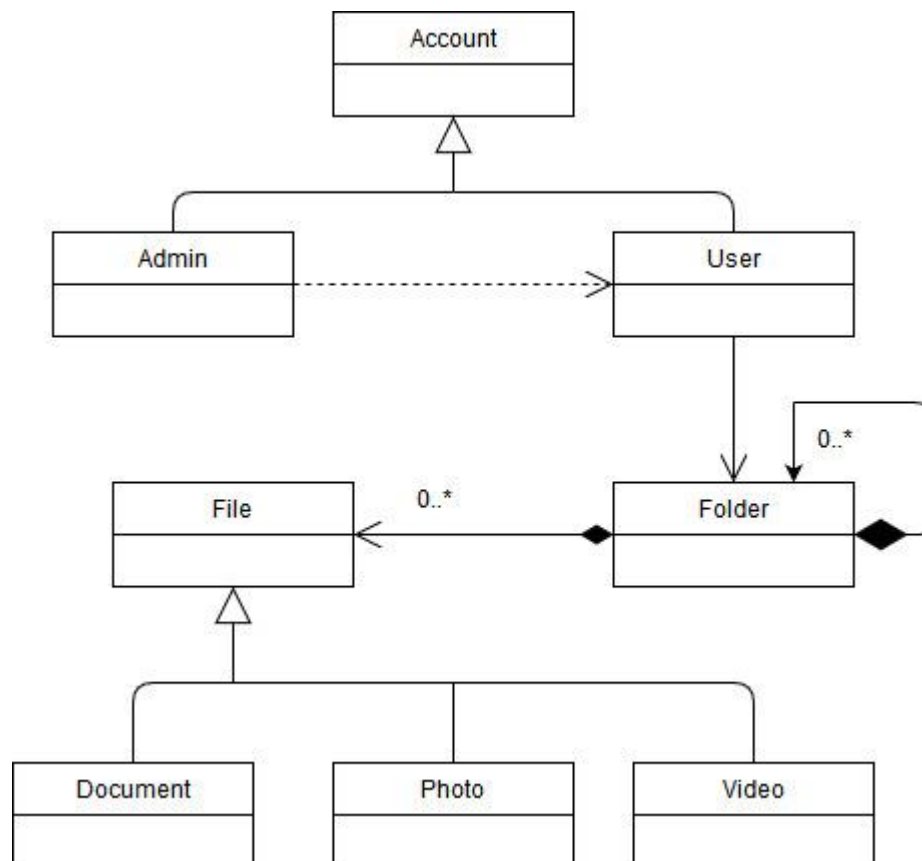 Account
Admin
User
0..*
0..*
File
Folder
Document
Photo
Video